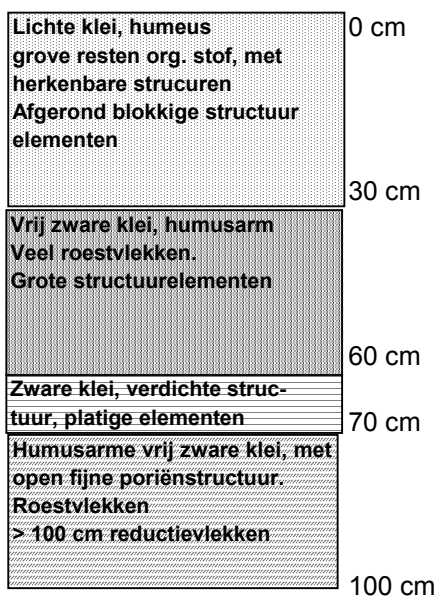 Lichte klei, humeus
grove resten org. stof, met
herkenbare strucuren
Afgerond blokkige structuur
elementen
0 cm
30 cm
Vrij zware klei, humusarm
Veel roestvlekken.
Grote structuurelementen
60 cm
Zware klei, verdichte struc-
tuur, platige elementen
70 cm
Humusarme vrij zware klei, met
open fijne poriënstructuur.
Roestvlekken
> 100 cm reductievlekken
100 cm